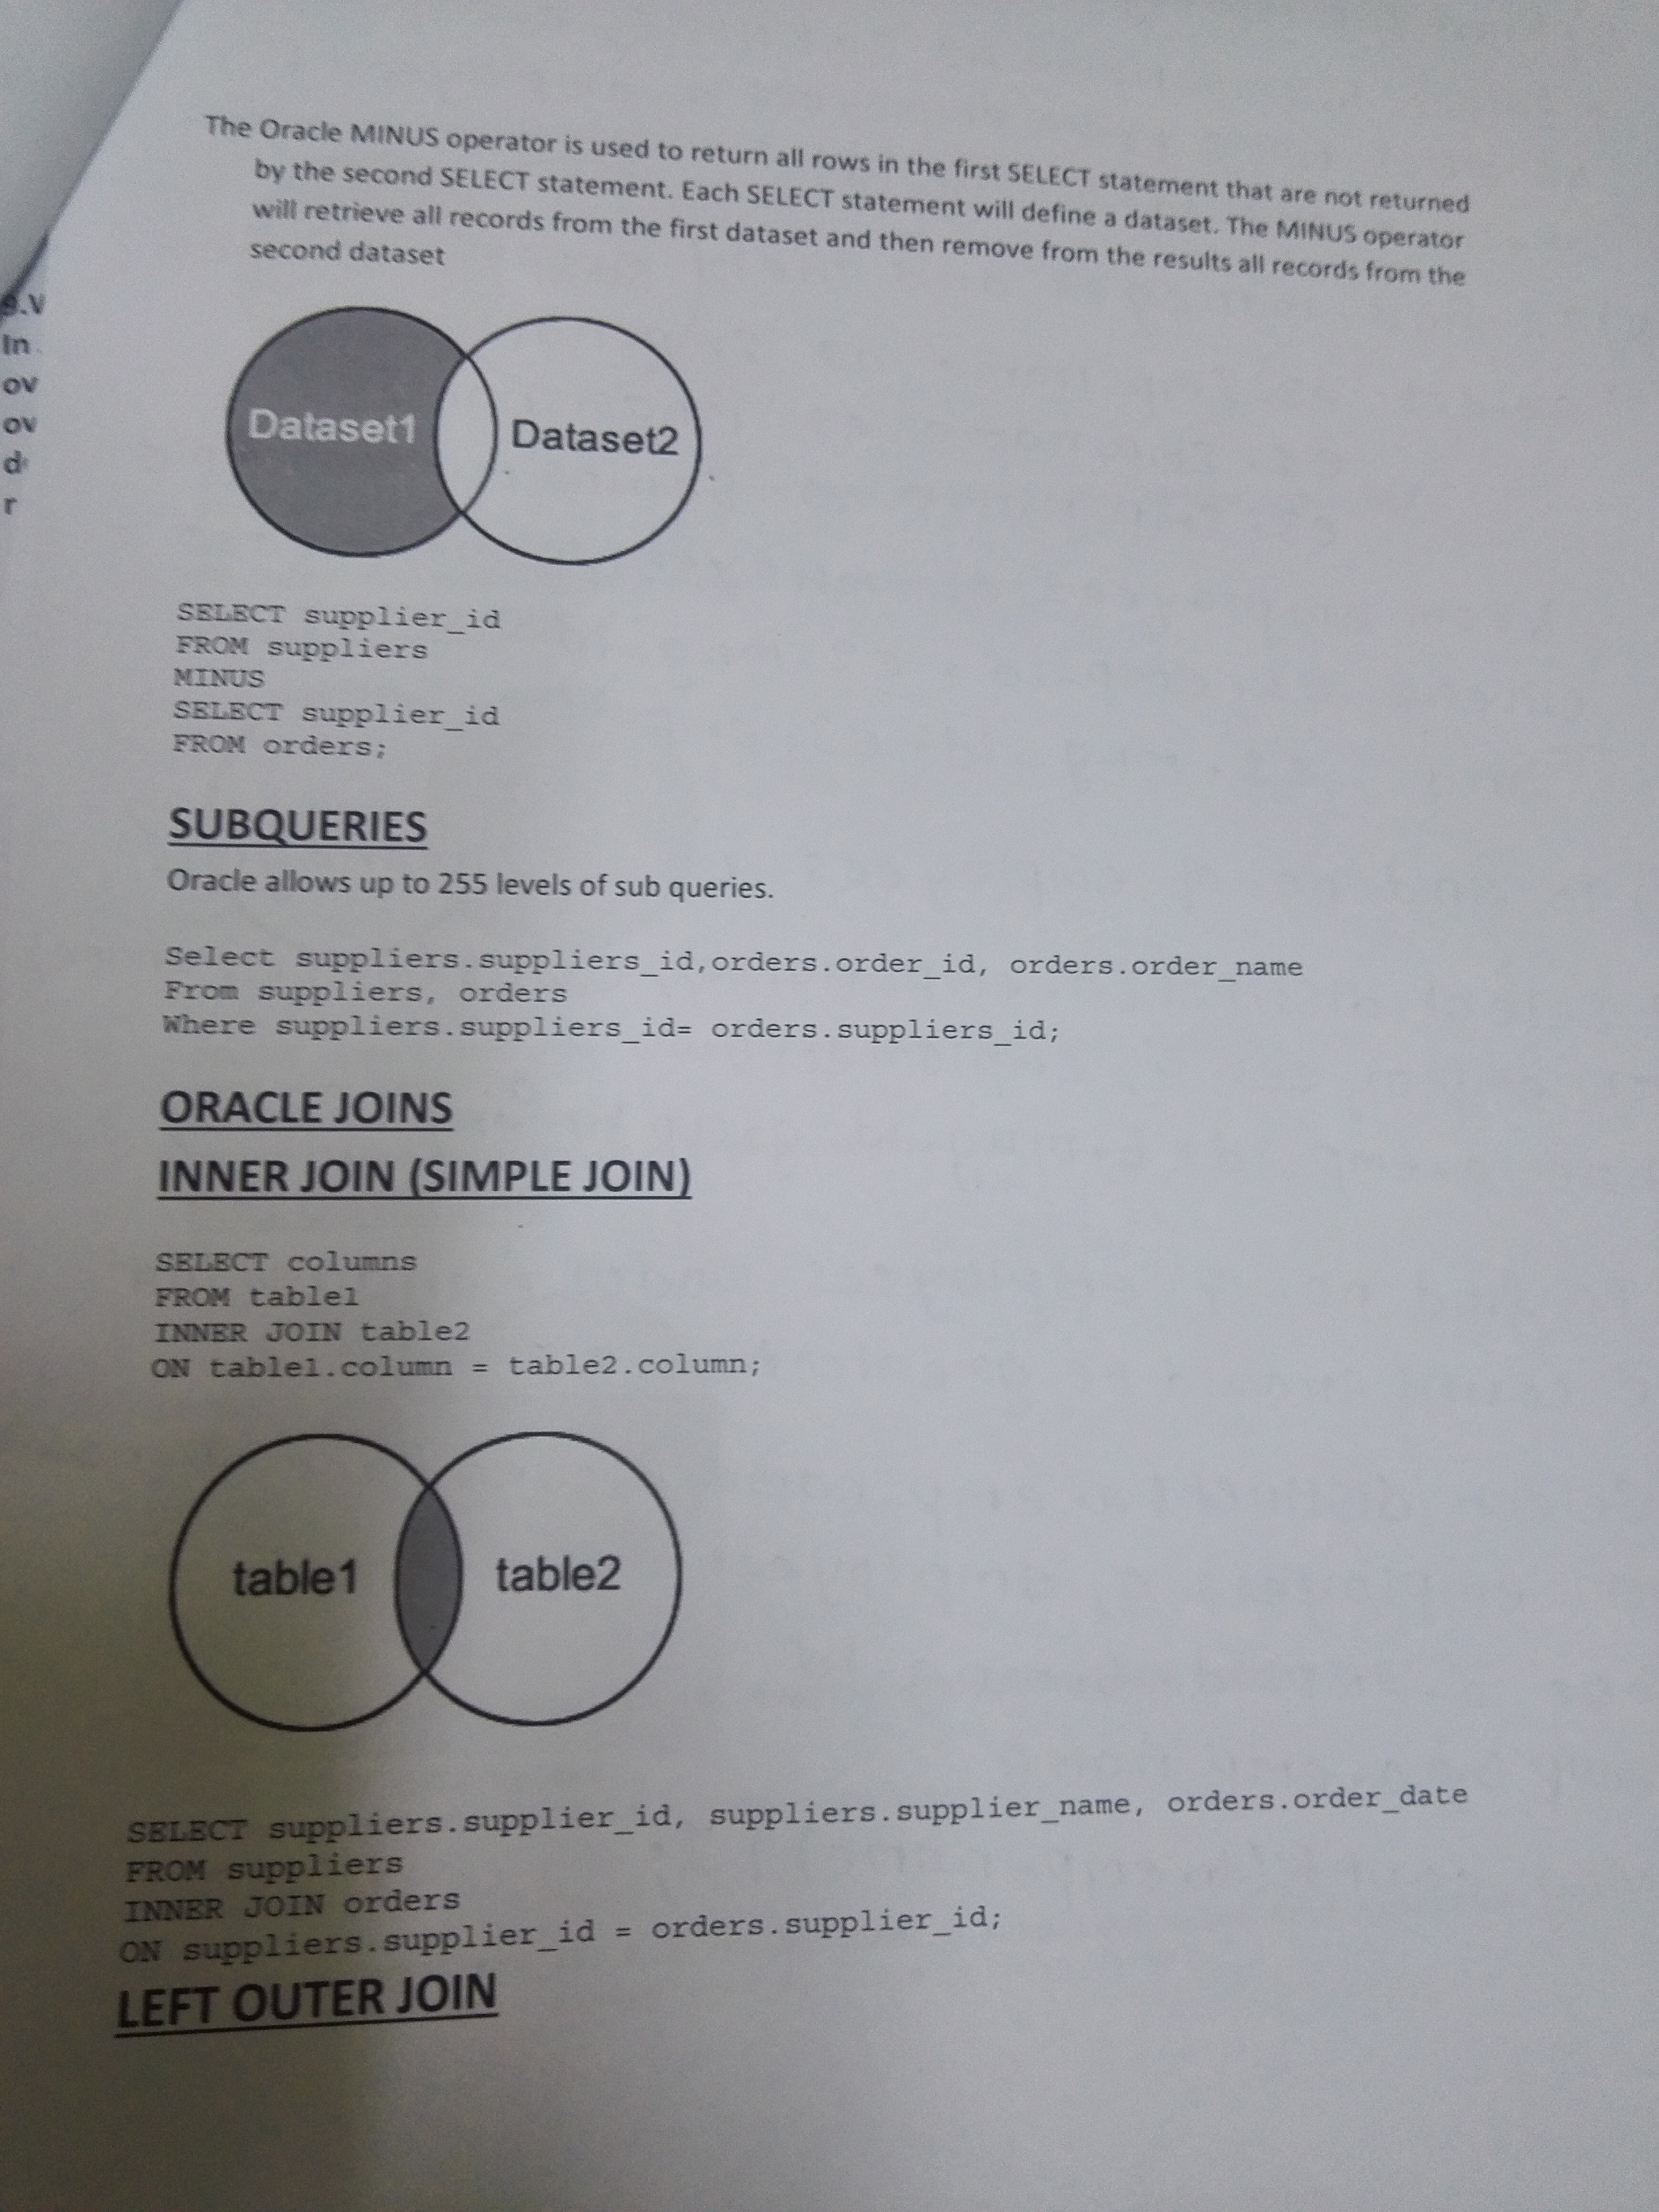 The Oracle MINUS operator is used to return all rows in the first SELECT statement that are not returned
by the second SELECT statement. Each SELECT statement will define a dataset. The MINUS operator
will retrieve all records from the first dataset and then remove from the results all records from the
second dataset
In
ov
ov
d
r
Dataset1 Dataset2
SELECT supplier_id
FROM suppliers
MINUS
SELECT supplier_id
FROM orders;
SUBQUERIES
Oracle allows up to 255 levels of sub queries.
Select suppliers.suppliers_id,orders.order_id, orders.order_name
From suppliers, orders
Where suppliers.suppliers_id= orders.suppliers_id;
ORACLE JOINS
INNER JOIN (SIMPLE JOIN)
SELECT columns
FROM table1
INNER JOIN table2
ON table1.column = table2.column;
table1 table2
SELECT suppliers.supplier_id, suppliers.supplier_name, orders.order_date
FROM suppliers
INNER JOIN orders
ON suppliers.supplier_id = orders.supplier_id;
LEFT OUTER JOIN